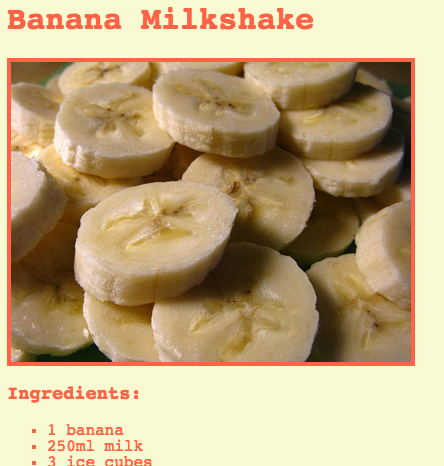 Banana Milkshake
Ingredients:
1 banana
250ml milk
3 ice cubes